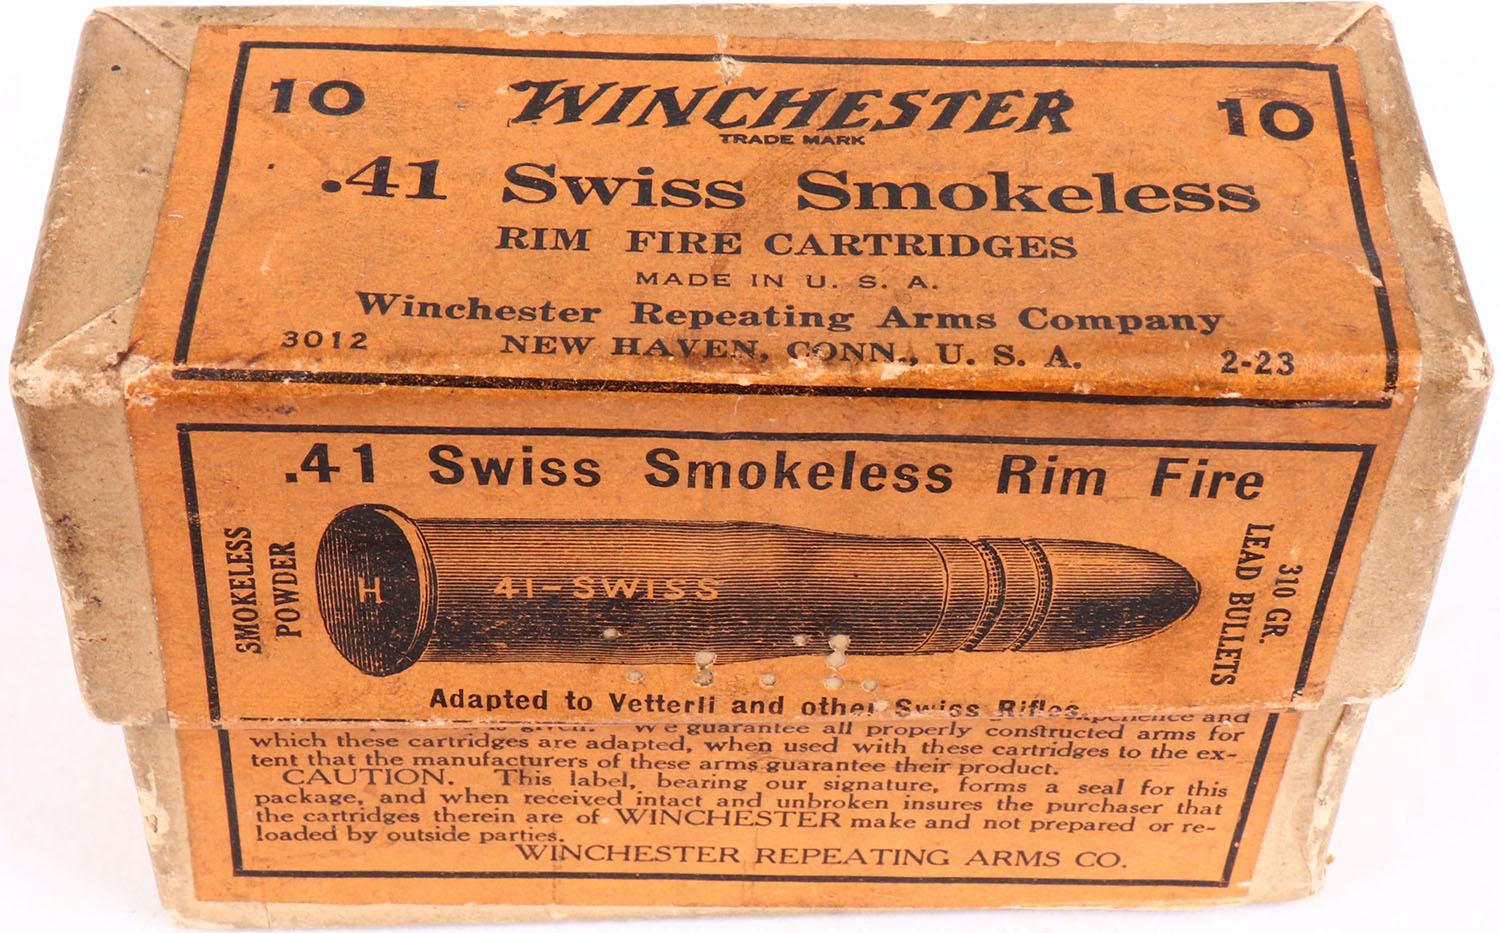 10 WINCHESTER 10
TRADE MARK
.41 Swiss Smokeless
RIM FIRE CARTRIDGES
MADE IN U. S. A.
Winchester Repeating Arms Company
3012 NEW HAVEN, CONN., U. S. A. 2-23
.41 Swiss Smokeless Rim Fire
SMOKELESS
POWDER
H 41-SWISS
310 GR.
LEAD BULLETS
Adapted to Vetterli and other Swiss Rifles.
given. We guarantee all properly constructed arms for
which these cartridges are adapted, when used with these cartridges to the ex-
tent that the manufacturers of these arms guarantee their product.
CAUTION. This label, bearing our signature, forms a seal for this
package, and when received intact and unbroken insures the purchaser that
the cartridges therein are of WINCHESTER make and not prepared or re-
loaded by outside parties.
WINCHESTER REPEATING ARMS CO.